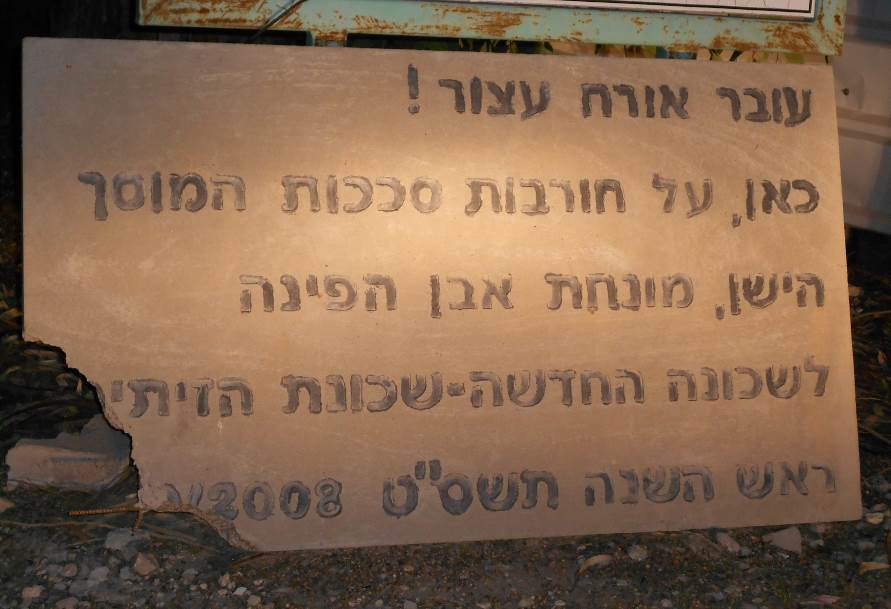 עובר אורח עצור!
כאן, על חורבות סככות המוסך
הישן, מונחת אבן הפינה
לשכונה החדשה-שכונת
ראש השנה תשס"ט 2008